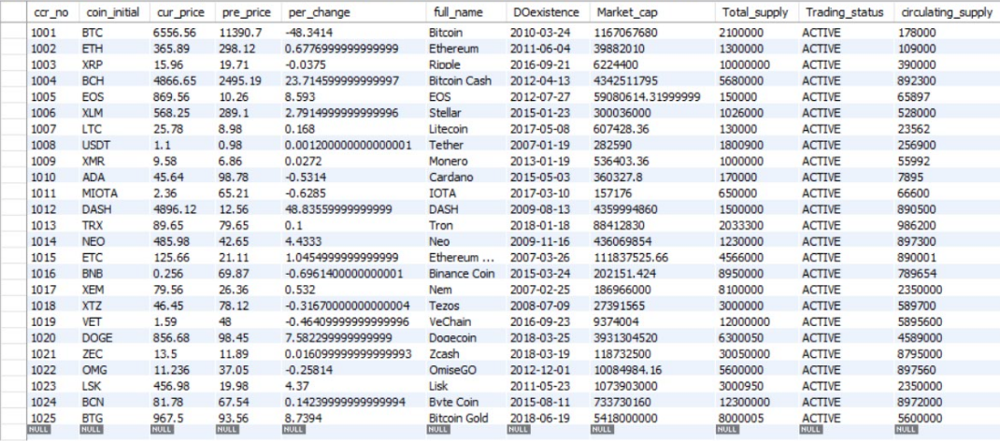 ccr_no coin_initial cur_price pre_price per_change full_name DOexistence Market_cap Total_supply Trading_status circulating_supply
1001 BTC 6556.56 11390.7 -48.3414 Bitcoin 2010-03-24 1167067680 2100000 ACTIVE 178000
1002 ETH 365.89 298.12 0.6776999999999999 Ethereum 2011-06-04 39882010 1300000 ACTIVE 109000
1003 XRP 15.96 19.71 -0.0375 Ripple 2016-09-21 6224400 10000000 ACTIVE 390000
1004 BCH 4866.65 2495.19 23.714599999999997 Bitcoin Cash 2012-04-13 4342511795 5680000 ACTIVE 892300
1005 EOS 869.56 10.26 8.593 EOS 2012-07-27 59080614.31999999 150000 ACTIVE 65897
1006 XLM 568.25 289.1 2.7914999999999996 Stellar 2015-01-23 300036000 1026000 ACTIVE 528000
1007 LTC 25.78 8.98 0.168 Litecoin 2017-05-08 607428.36 130000 ACTIVE 23562
1008 USDT 1.1 0.98 0.001200000000000001 Tether 2007-01-19 282590 1800900 ACTIVE 256900
1009 XMR 9.58 6.86 0.0272 Monero 2013-01-19 536403.36 1000000 ACTIVE 55992
1010 ADA 45.64 98.78 -0.5314 Cardano 2015-05-03 360327.8 170000 ACTIVE 7895
1011 MIOTA 2.36 65.21 -0.6285 IOTA 2017-03-10 157176 650000 ACTIVE 66600
1012 DASH 4896.12 12.56 48.83559999999999 DASH 2009-08-13 4359994860 1500000 ACTIVE 890500
1013 TRX 89.65 79.65 0.1 Tron 2018-01-18 88412830 2033300 ACTIVE 986200
1014 NEO 485.98 42.65 4.4333 Neo 2009-11-16 436069854 1230000 ACTIVE 897300
1015 ETC 125.66 21.11 1.0454999999999999 Ethereum ... 2007-03-26 111837525.66 4566000 ACTIVE 890001
1016 BNB 0.256 69.87 -0.6961400000000001 Binance Coin 2015-03-24 202151.424 8950000 ACTIVE 789654
1017 XEM 79.56 26.36 0.532 Nem 2007-02-25 186966000 8100000 ACTIVE 2350000
1018 XTZ 46.45 78.12 -0.31670000000000004 Tezos 2008-07-09 27391565 3000000 ACTIVE 589700
1019 VET 1.59 48 -0.46409999999999996 VeChain 2016-09-23 9374004 12000000 ACTIVE 5895600
1020 DOGE 856.68 98.45 7.582299999999999 Dogecoin 2018-03-25 3931304520 6300050 ACTIVE 4589000
1021 ZEC 13.5 11.89 0.016099999999999993 Zcash 2018-03-19 118732500 30050000 ACTIVE 8795000
1022 OMG 11.236 37.05 -0.25814 OmiseGO 2012-12-01 10084984.16 5600000 ACTIVE 897560
1023 LSK 456.98 19.98 4.37 Lisk 2011-05-23 1073903000 3000950 ACTIVE 2350000
1024 BCN 81.78 67.54 0.14239999999999994 Byte Coin 2015-08-11 733730160 12300000 ACTIVE 8972000
1025 BTG 967.5 93.56 8.7394 Bitcoin Gold 2018-06-19 5418000000 8000005 ACTIVE 5600000
NULL NULL NULL NULL NULL NULL NULL NULL NULL NULL NULL